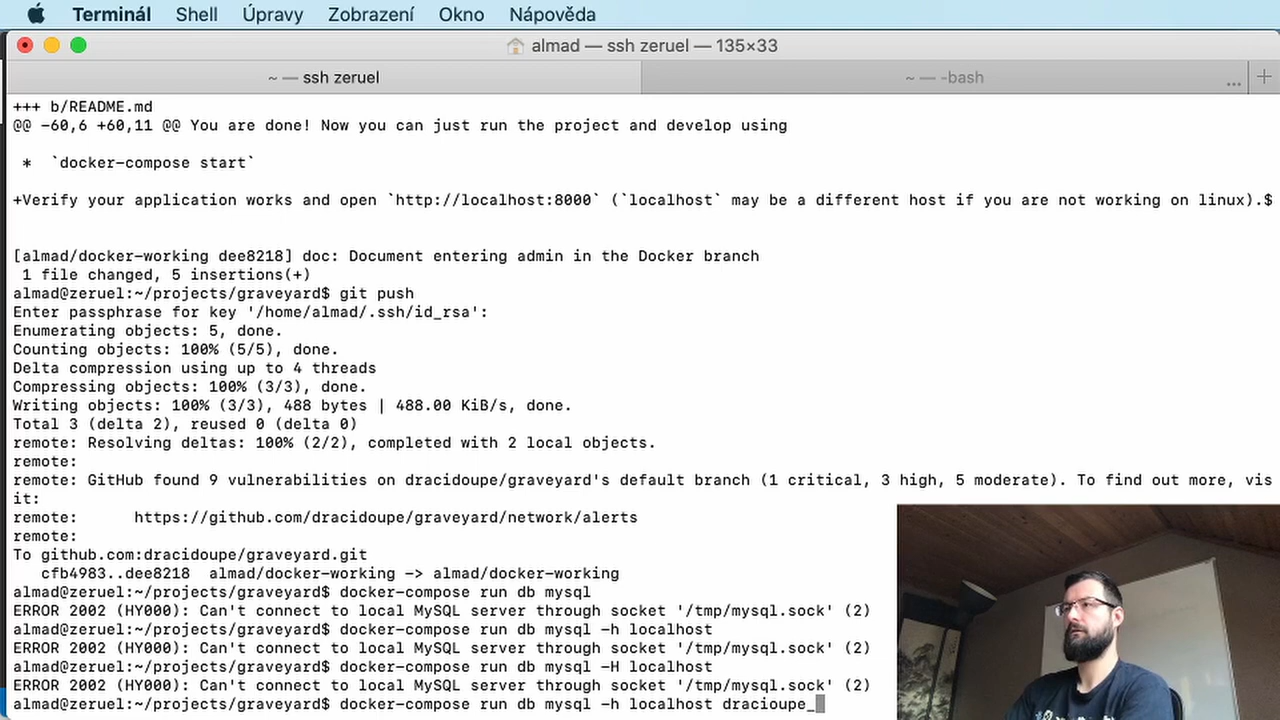 Terminál Shell Úpravy Zobrazení Okno Nápověda
almad — ssh zeruel — 135×33
~ — ssh zeruel
~ — -bash
...
+++ b/README.md
@@ -60,6 +60,11 @@ You are done! Now you can just run the project and develop using
*  `docker-compose start`
+Verify your application works and open `http://localhost:8000` (`localhost` may be a different host if you are not working on linux).$
[almad/docker-working dee8218] doc: Document entering admin in the Docker branch
1 file changed, 5 insertions(+)
almad@zeruel:~/projects/graveyard$ git push
Enter passphrase for key '/home/almad/.ssh/id_rsa':
Enumerating objects: 5, done.
Counting objects: 100% (5/5), done.
Delta compression using up to 4 threads
Compressing objects: 100% (3/3), done.
Writing objects: 100% (3/3), 488 bytes | 488.00 KiB/s, done.
Total 3 (delta 2), reused 0 (delta 0)
remote: Resolving deltas: 100% (2/2), completed with 2 local objects.
remote:
remote: GitHub found 9 vulnerabilities on dracidoupe/graveyard's default branch (1 critical, 3 high, 5 moderate). To find out more, vis
it:
remote:      https://github.com/dracidoupe/graveyard/network/alerts
remote:
To github.com:dracidoupe/graveyard.git
cfb4983..dee8218  almad/docker-working -> almad/docker-working
almad@zeruel:~/projects/graveyard$ docker-compose run db mysql
ERROR 2002 (HY000): Can't connect to local MySQL server through socket '/tmp/mysql.sock' (2)
almad@zeruel:~/projects/graveyard$ docker-compose run db mysql -h localhost
ERROR 2002 (HY000): Can't connect to local MySQL server through socket '/tmp/mysql.sock' (2)
almad@zeruel:~/projects/graveyard$ docker-compose run db mysql -H localhost
ERROR 2002 (HY000): Can't connect to local MySQL server through socket '/tmp/mysql.sock' (2)
almad@zeruel:~/projects/graveyard$ docker-compose run db mysql -h localhost dracioupe_